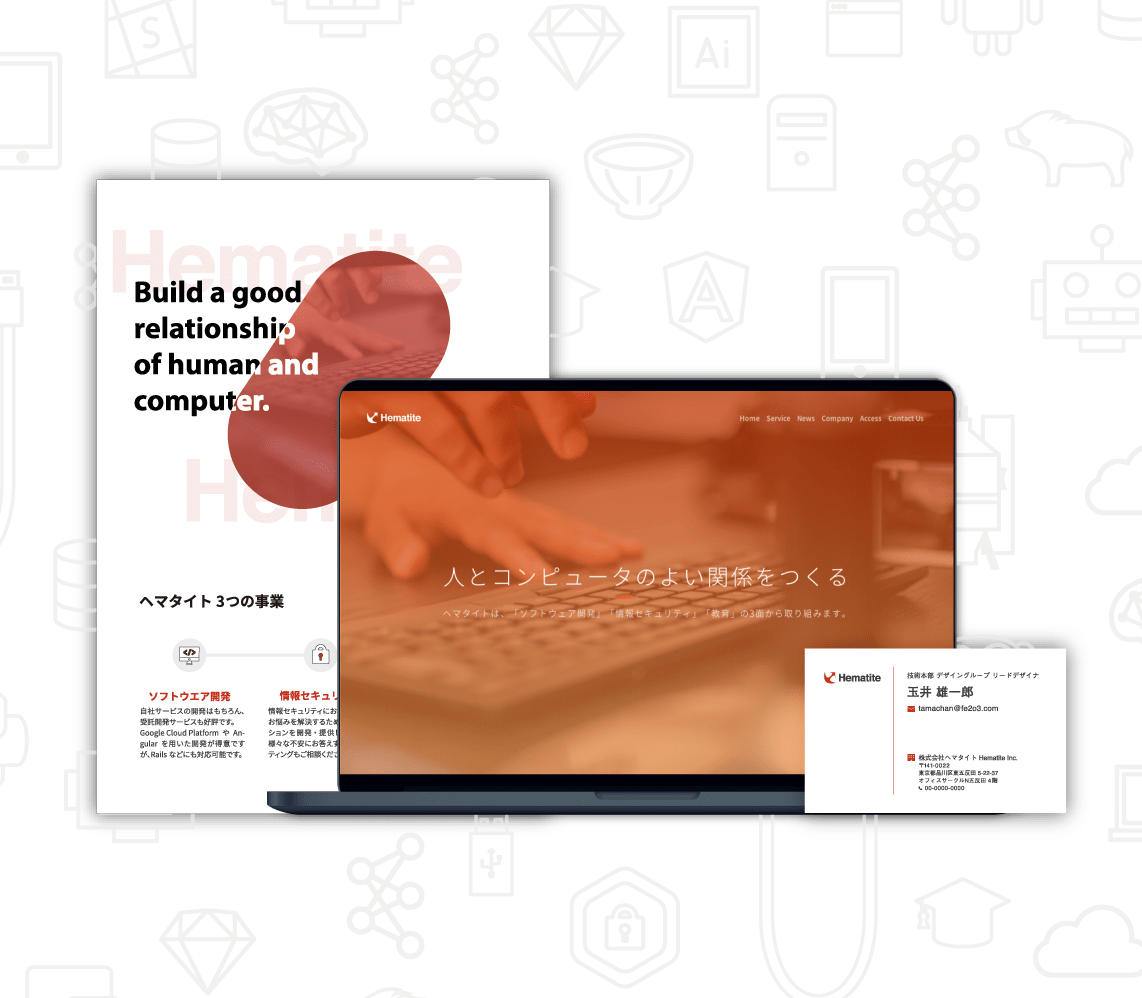 S
Ai
A
Hematite
Build a good
relationship
of human and
computer.
ヘマタイト 3つの事業
ソフトウエア開発
自社サービスの開発はもちろん、
受託開発サービスも好評です。
Google Cloud Platform や An-
gular を用いた開発が得意です
が、Rails などにも対応可能です。
情報セキュリ
情報セキュリティにお
お悩みを解決するため
ションを開発・提供し
様々な不安にお答えす
ティングもご相談くださ
Hematite
Home Service News Company Access Contact Us
人とコンピュータのよい関係をつくる
ヘマタイトは、「ソフトウェア開発」「情報セキュリティ」「教育」の3面から取り組みます。
Hematite
技術本部 デザイングループ リードデザイナ
玉井 雄一郎
tamachan@fe2o3.com
株式会社ヘマタイト Hematite Inc.
〒141-0022
東京都品川区東五反田 5-22-37
オフィスサークルN五反田 4階
00-0000-0000